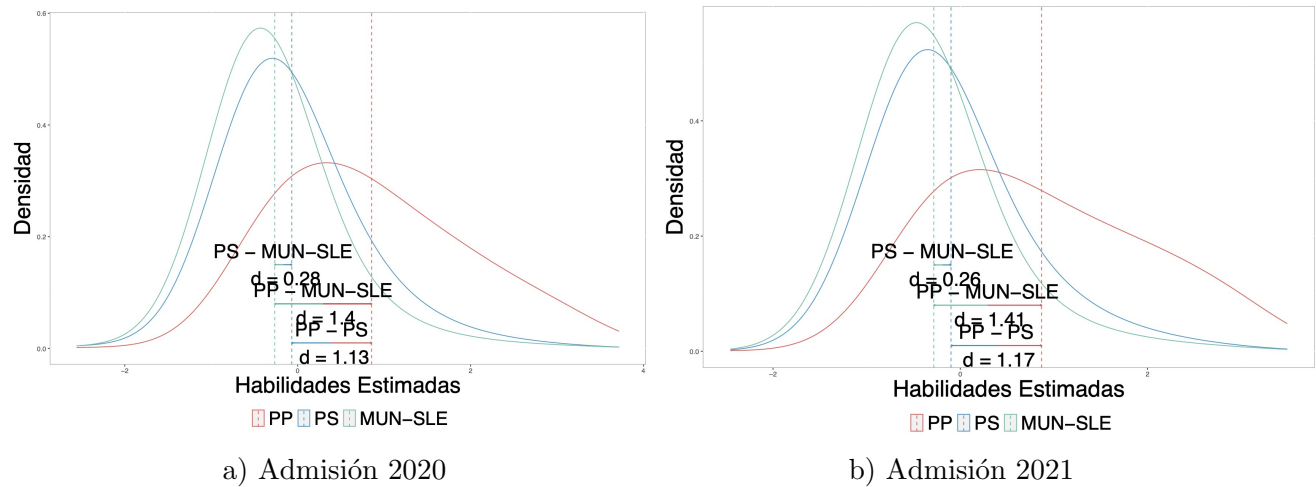 0.6
0.4
0.2
0.0
Densidad
PS − MUN−SLE
d = 0.28
PP − MUN−SLE
d = 1.4
PP − PS
d = 1.13
−2
0
2
4
Habilidades Estimadas
PP PS MUN−SLE
a) Admisión 2020
0.4
0.2
0.0
Densidad
PS − MUN−SLE
d = 0.26
PP − MUN−SLE
d = 1.41
PP − PS
d = 1.17
−2
0
2
Habilidades Estimadas
PP PS MUN−SLE
b) Admisión 2021